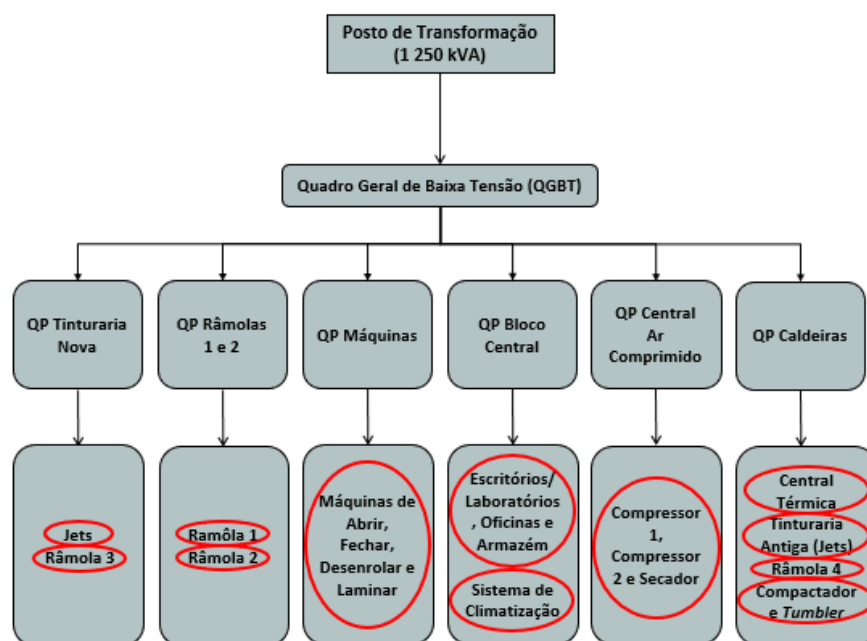 Posto de Transformação
(1 250 kVA)
Quadro Geral de Baixa Tensão (QGBT)
QP Tinturaria
Nova
QP Râmolas
1 e 2
QP Máquinas
QP Bloco
Central
QP Central
Ar
Comprimido
QP Caldeiras
Jets
Râmola 3
Ramôla 1
Râmola 2
Máquinas de
Abrir,
Fechar,
Desenrolar e
Laminar
Escritórios/
Laboratórios
, Oficinas e
Armazém
Sistema de
Climatização
Compressor
1,
Compressor
2 e Secador
Central
Térmica
Tinturaria
Antiga (Jets)
Râmola 4
Compactador
e Tumbler